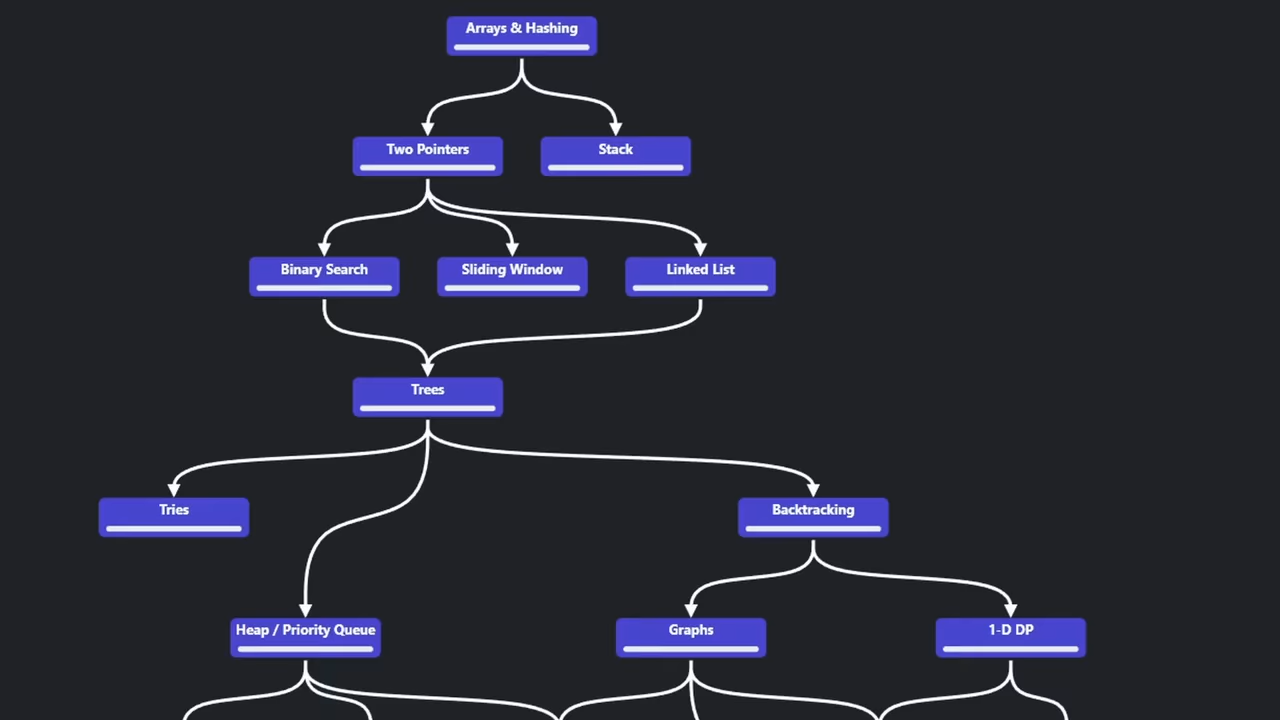 Arrays & Hashing
Two Pointers
Stack
Binary Search
Sliding Window
Linked List
Trees
Tries
Backtracking
Heap / Priority Queue
Graphs
1-D DP